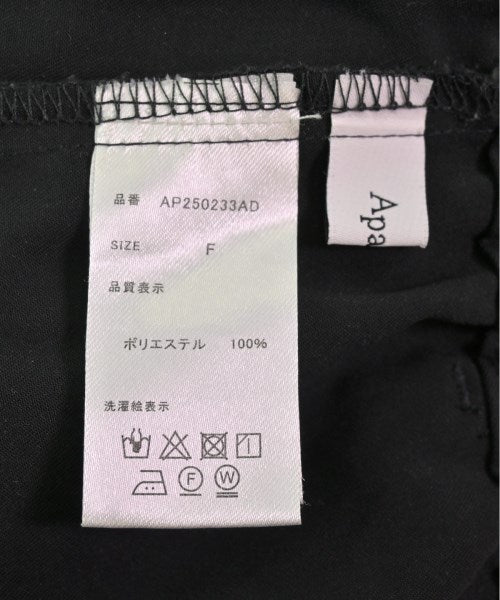 品番 AP250233AD
SIZE F
品質表示
ポリエステル 100%
洗濯絵表示
F W
Apa